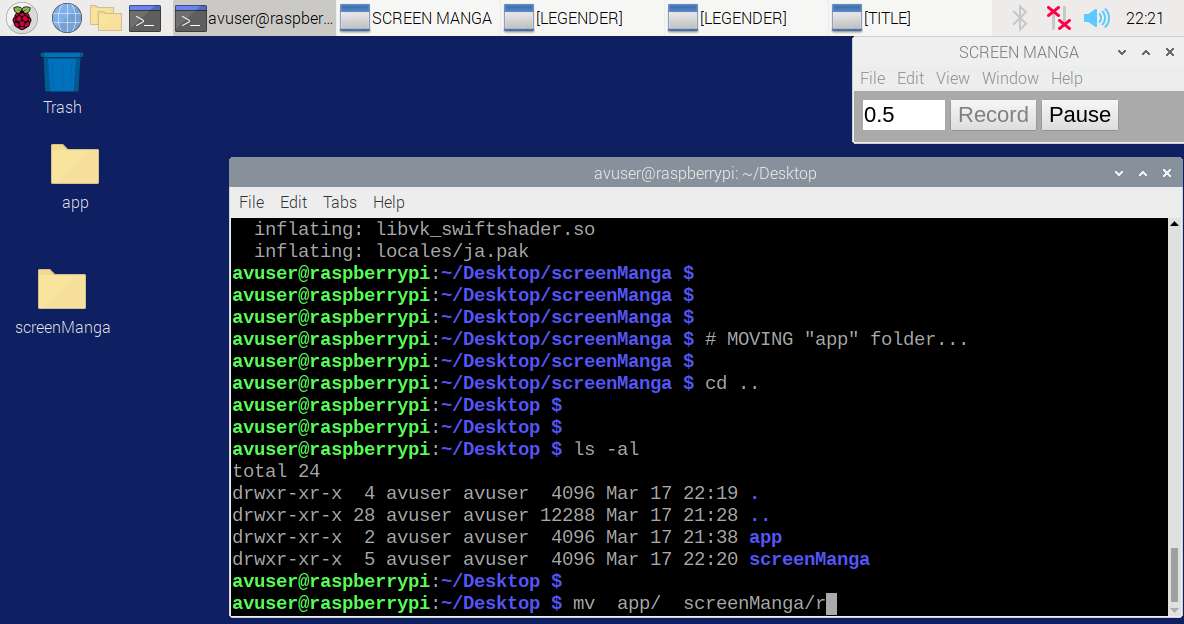 avuser@raspber... SCREEN MANGA [LEGENDER] [LEGENDER] [TITLE] 22:21
SCREEN MANGA
File Edit View Window Help
0.5 Record Pause
Trash
app
screenManga
avuser@raspberrypi: ~/Desktop
File Edit Tabs Help
  inflating: libvk_swiftshader.so
  inflating: locales/ja.pak
avuser@raspberrypi:~/Desktop/screenManga $
avuser@raspberrypi:~/Desktop/screenManga $
avuser@raspberrypi:~/Desktop/screenManga $
avuser@raspberrypi:~/Desktop/screenManga $ # MOVING "app" folder...
avuser@raspberrypi:~/Desktop/screenManga $
avuser@raspberrypi:~/Desktop/screenManga $ cd ..
avuser@raspberrypi:~/Desktop $
avuser@raspberrypi:~/Desktop $
avuser@raspberrypi:~/Desktop $ ls -al
total 24
drwxr-xr-x  4 avuser avuser  4096 Mar 17 22:19 .
drwxr-xr-x 28 avuser avuser 12288 Mar 17 21:28 ..
drwxr-xr-x  2 avuser avuser  4096 Mar 17 21:38 app
drwxr-xr-x  5 avuser avuser  4096 Mar 17 22:20 screenManga
avuser@raspberrypi:~/Desktop $
avuser@raspberrypi:~/Desktop $ mv  app/  screenManga/r